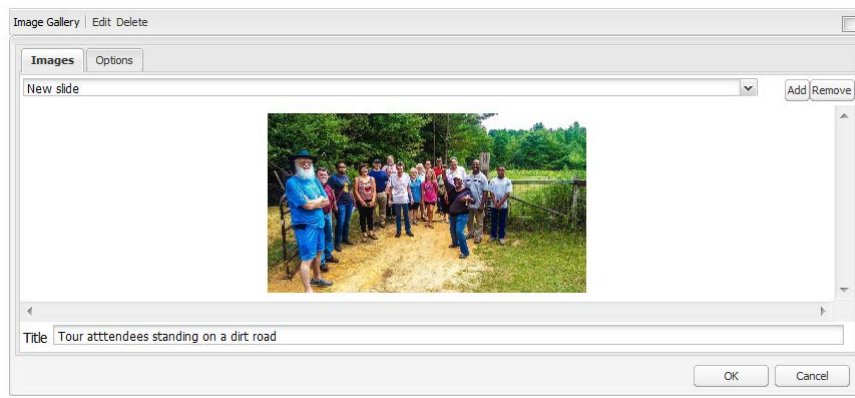 Image Gallery | Edit Delete
Images Options
New slide Add Remove
Title Tour atttendees standing on a dirt road
OK Cancel